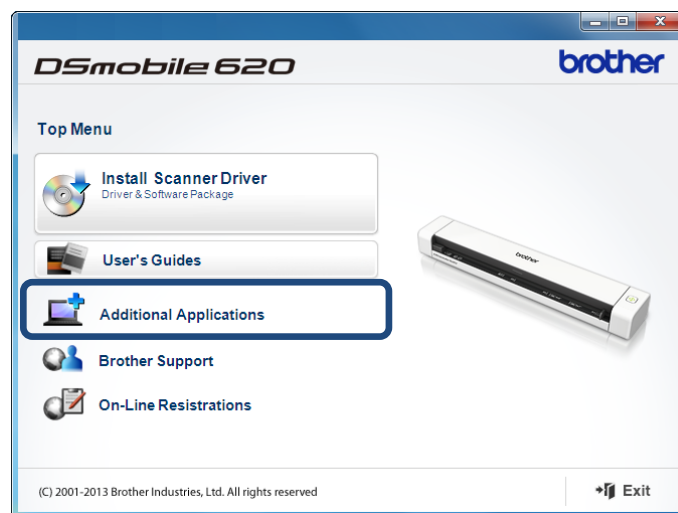 DSmobile 620
brother
Top Menu
Install Scanner Driver
Driver & Software Package
User's Guides
Additional Applications
Brother Support
On-Line Resistrations
brother
(C) 2001-2013 Brother Industries, Ltd. All rights reserved
Exit